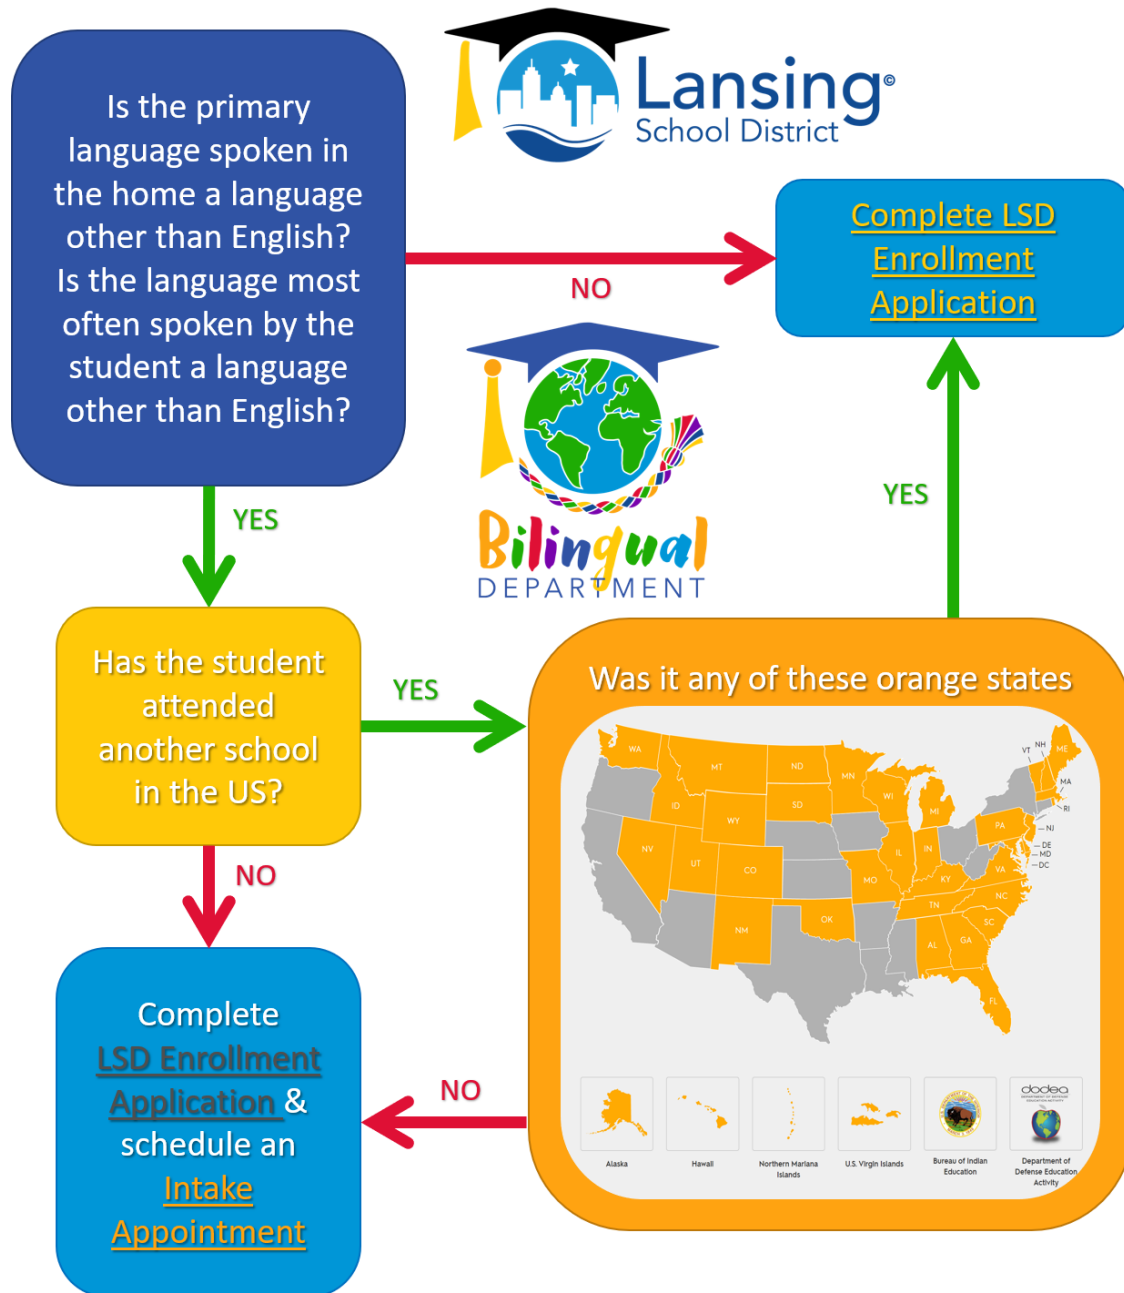 Lansing©
School District
Is the primary
language spoken in
the home a language
other than English?
Is the language most
often spoken by the
student a language
other than English?
NO
Complete LSD
Enrollment
Application
Bilingual
DEPARTMENT
YES
YES
Has the student
attended
another school
in the US?
YES
NO
Was it any of these orange states
WA
MT
ND
MN
ID
WY
SD
WI
MI
VT
NH
ME
MA
RI
PA
NJ
DE
MD
DC
NV
UT
CO
IL
IN
MO
KY
VA
NC
TN
SC
NM
OK
AL
GA
FL
dodea
DEPARTMENT OF DEFENSE
EDUCATION ACTIVITY
Alaska
Hawaii
Northern Mariana
Islands
U.S. Virgin Islands
Bureau of Indian
Education
Department of
Defense Education
Activity
NO
Complete
LSD Enrollment
Application &
schedule an
Intake
Appointment